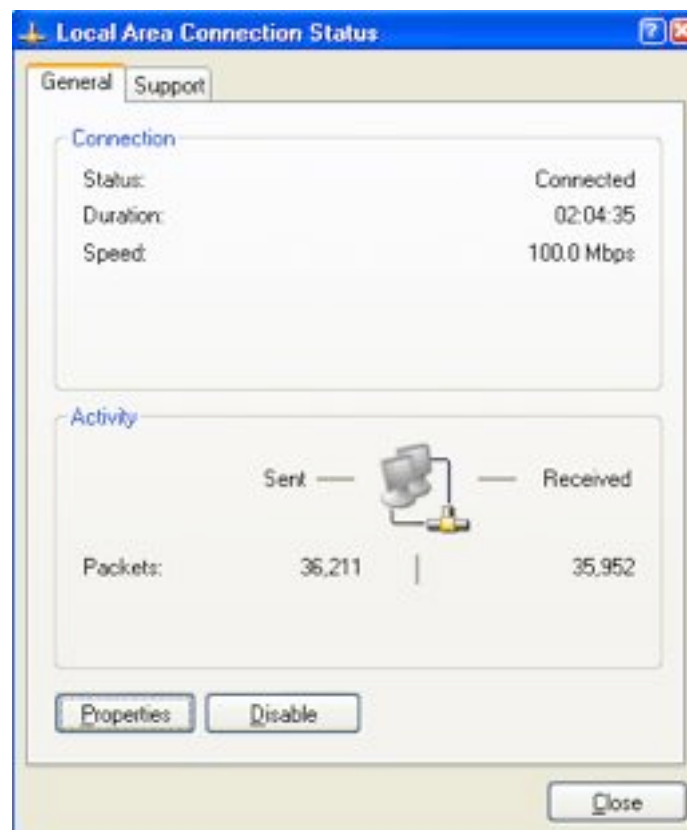 Local Area Connection Status
General Support
Connection
Status: Connected
Duration: 02:04:35
Speed: 100.0 Mbps
Activity
Sent — — Received
Packets: 36,211 | 35,952
Properties Disable
Close